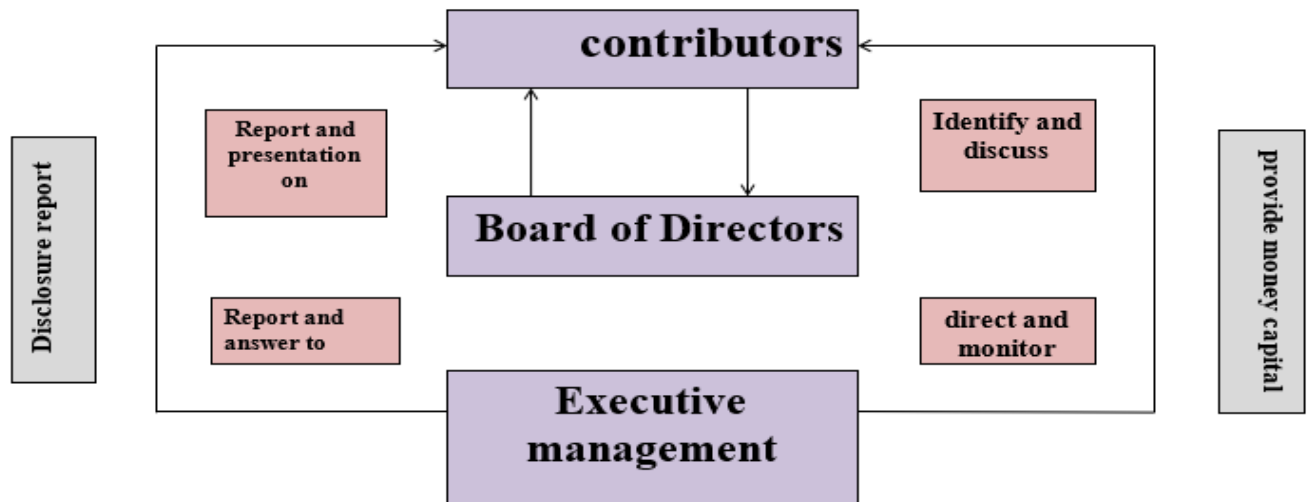 contributors
Report and
presentation
on
Identify and
discuss
Disclosure report
provide money capital
Board of Directors
Report and
answer to
direct and
monitor
Executive
management